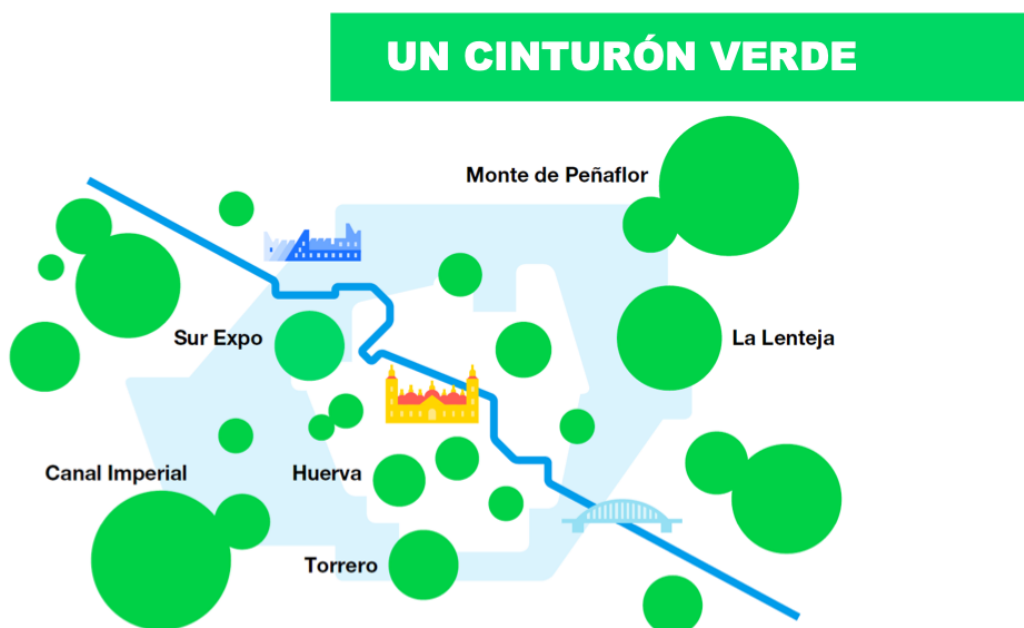 UN CINTURÓN VERDE
Monte de Peñaflor
Sur Expo
La Lenteja
Canal Imperial
Huerva
Torrero